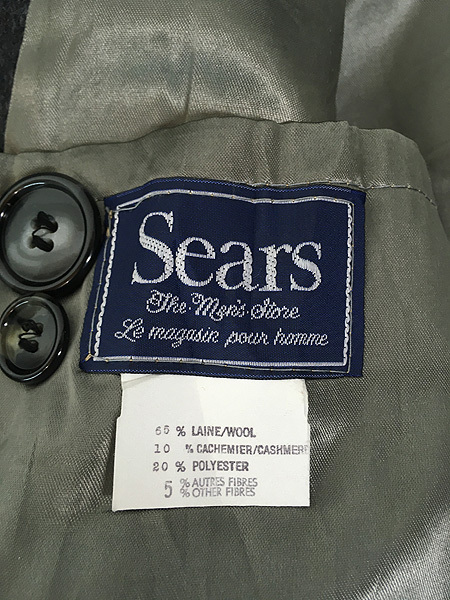 Sears
The Men's Store
Le magasin pour homme
65 % LAINE/WOOL
10 % CACHEMIER/CASHMERE
20 % POLYESTER
5 % AUTRES FIBRES
% OTHER FIBRES